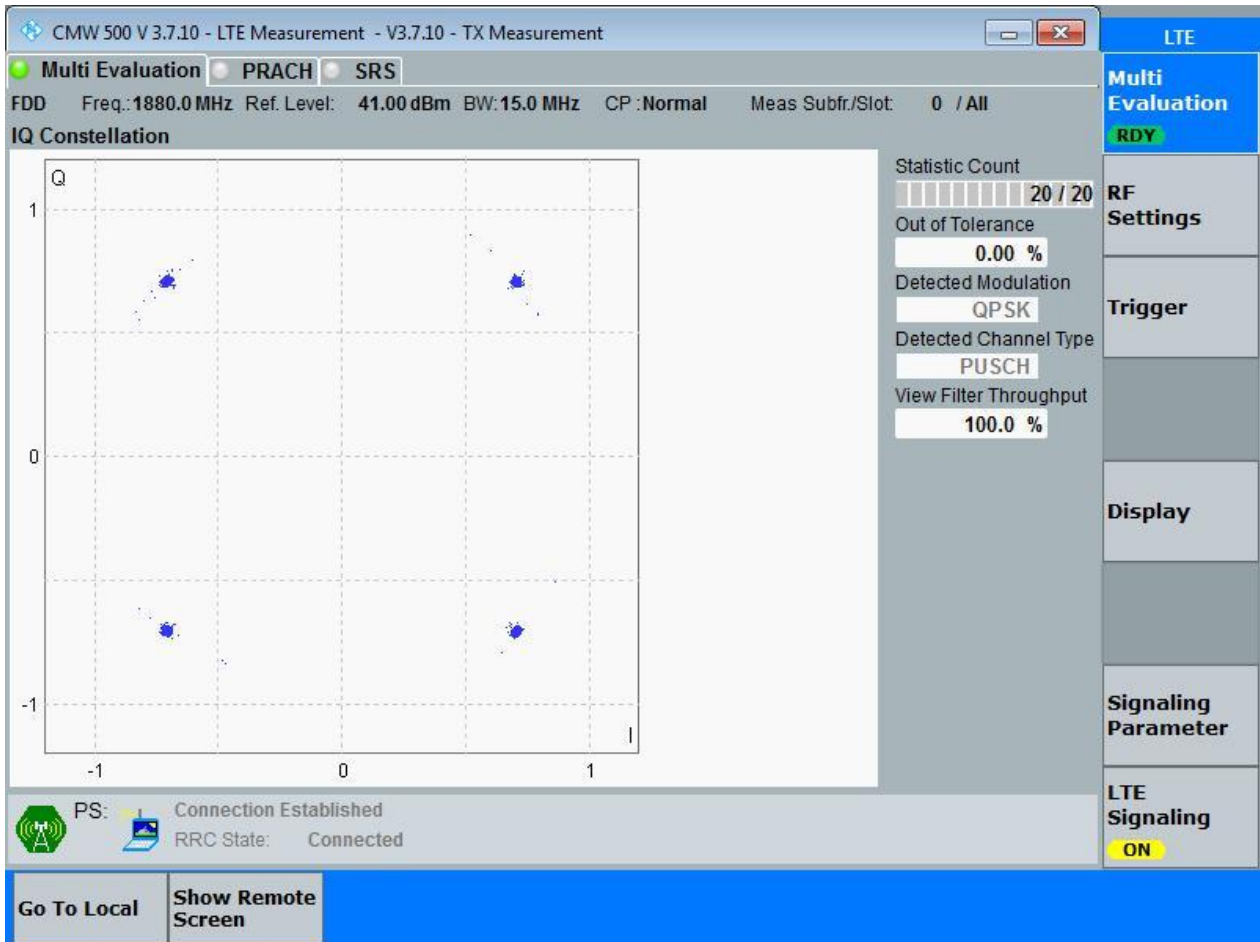 CMW 500 V 3.7.10 - LTE Measurement - V3.7.10 - TX Measurement
LTE
Multi Evaluation PRACH SRS
FDD Freq.: 1880.0 MHz Ref. Level: 41.00 dBm BW: 15.0 MHz CP : Normal Meas Subfr./Slot: 0 / All
IQ Constellation
Q
1
0
-1
I
-1 0 1
Statistic Count
20 / 20
Out of Tolerance
0.00 %
Detected Modulation
QPSK
Detected Channel Type
PUSCH
View Filter Throughput
100.0 %
Multi
Evaluation
RDY
RF
Settings
Trigger
Display
Signaling
Parameter
LTE
Signaling
ON
PS: Connection Established
RRC State: Connected
Go To Local
Show Remote
Screen